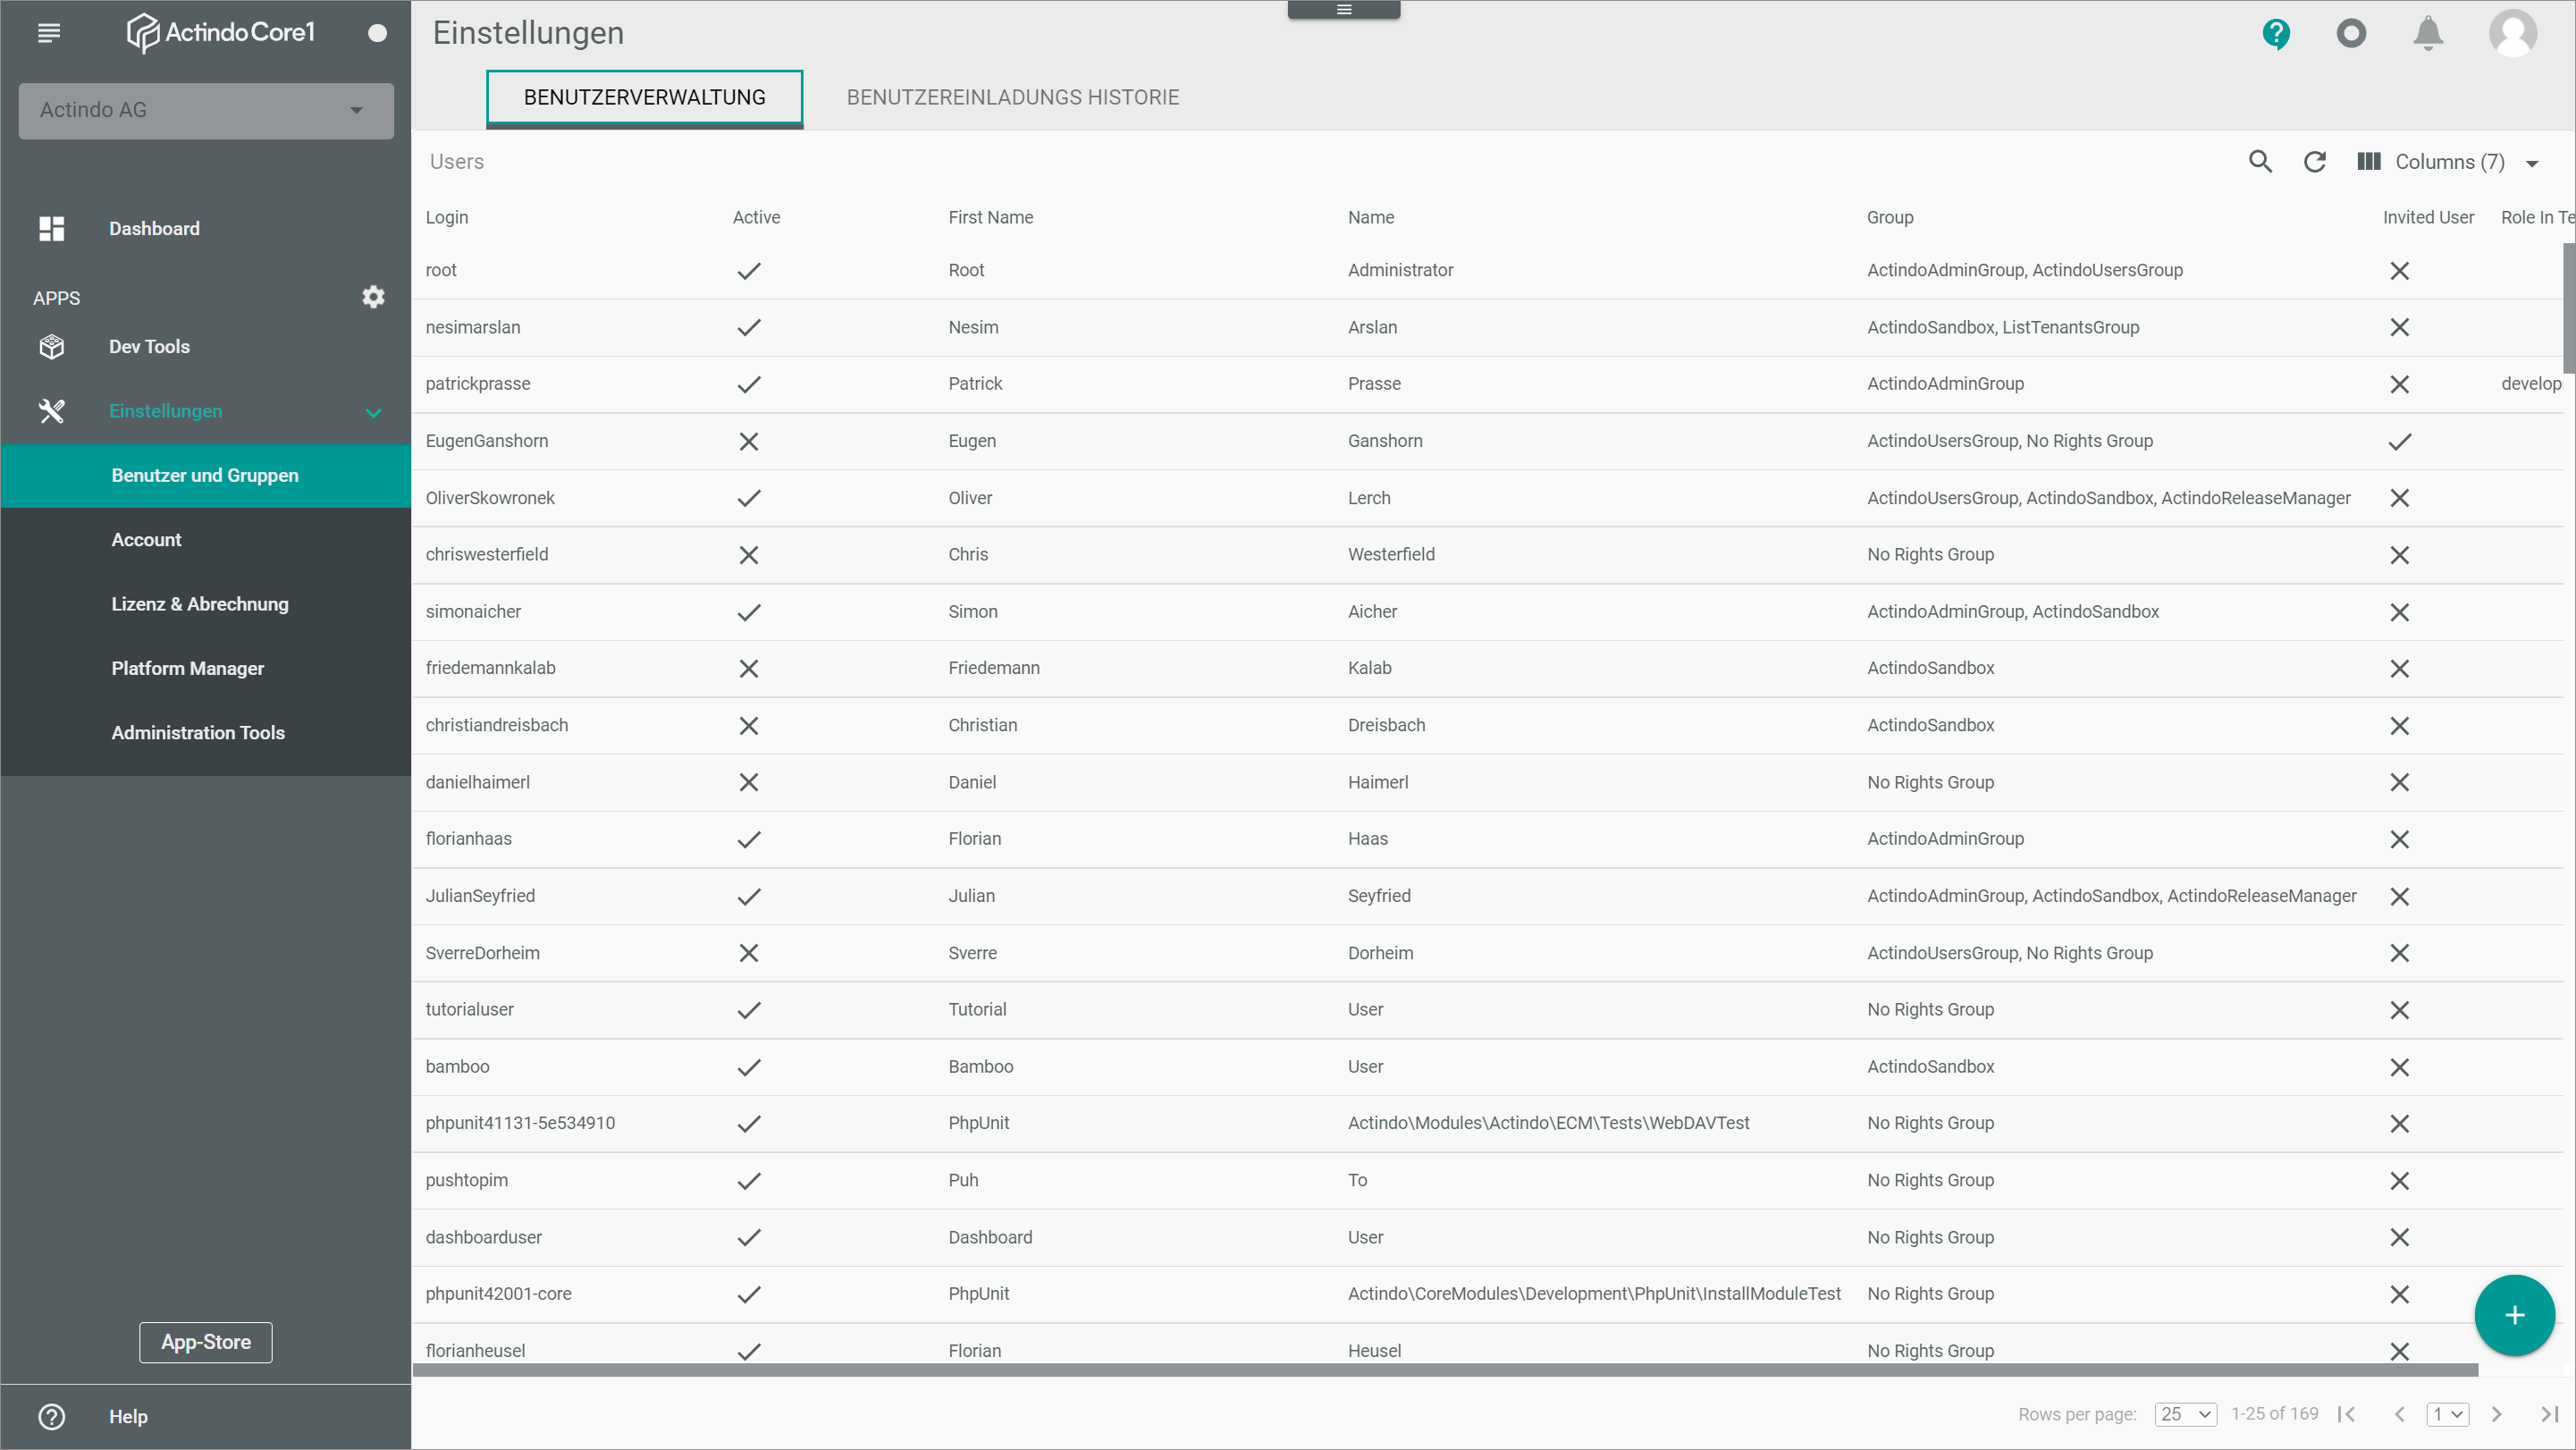 Actindo Core1
Actindo AG
Dashboard
APPS
Dev Tools
Einstellungen
Benutzer und Gruppen
Account
Lizenz & Abrechnung
Platform Manager
Administration Tools
App-Store
Help
Einstellungen
BENUTZERVERWALTUNG BENUTZEREINLADUNGS HISTORIE
Users Columns (7)
Login Active First Name Name Group Invited User Role In Te
root Root Administrator ActindoAdminGroup, ActindoUsersGroup
nesimarslan Nesim Arslan ActindoSandbox, ListTenantsGroup
patrickprasse Patrick Prasse ActindoAdminGroup develop
EugenGanshorn Eugen Ganshorn ActindoUsersGroup, No Rights Group
OliverSkowronek Oliver Lerch ActindoUsersGroup, ActindoSandbox, ActindoReleaseManager
chriswesterfield Chris Westerfield No Rights Group
simonaicher Simon Aicher ActindoAdminGroup, ActindoSandbox
friedemannkalab Friedemann Kalab ActindoSandbox
christiandreisbach Christian Dreisbach ActindoSandbox
danielhaimerl Daniel Haimerl No Rights Group
florianhaas Florian Haas ActindoAdminGroup
JulianSeyfried Julian Seyfried ActindoAdminGroup, ActindoSandbox, ActindoReleaseManager
SverreDorheim Sverre Dorheim ActindoUsersGroup, No Rights Group
tutorialuser Tutorial User No Rights Group
bamboo Bamboo User ActindoSandbox
phpunit41131-5e534910 PhpUnit Actindo\Modules\Actindo\ECM\Tests\WebDAVTest No Rights Group
pushtopim Puh To No Rights Group
dashboarduser Dashboard User No Rights Group
phpunit42001-core PhpUnit Actindo\CoreModules\Development\PhpUnit\InstallModuleTest No Rights Group
florianheusel Florian Heusel No Rights Group
Rows per page: 25 1-25 of 169 1